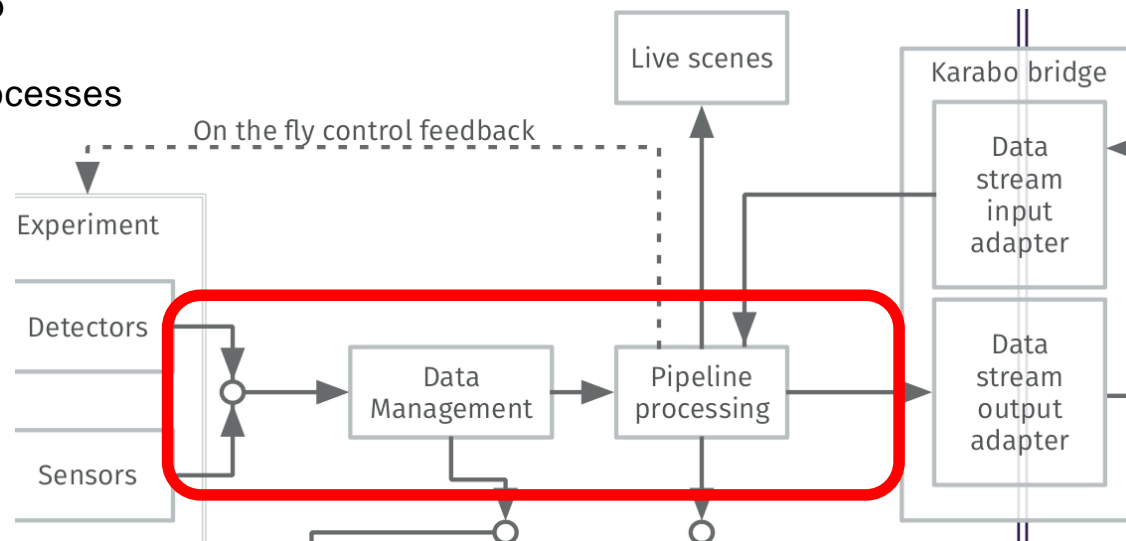 ocesses
Live scenes
Karabo bridge
On the fly control feedback
Data
stream
input
adapter
Experiment
Detectors
Data
Management
Pipeline
processing
Data
stream
output
adapter
Sensors